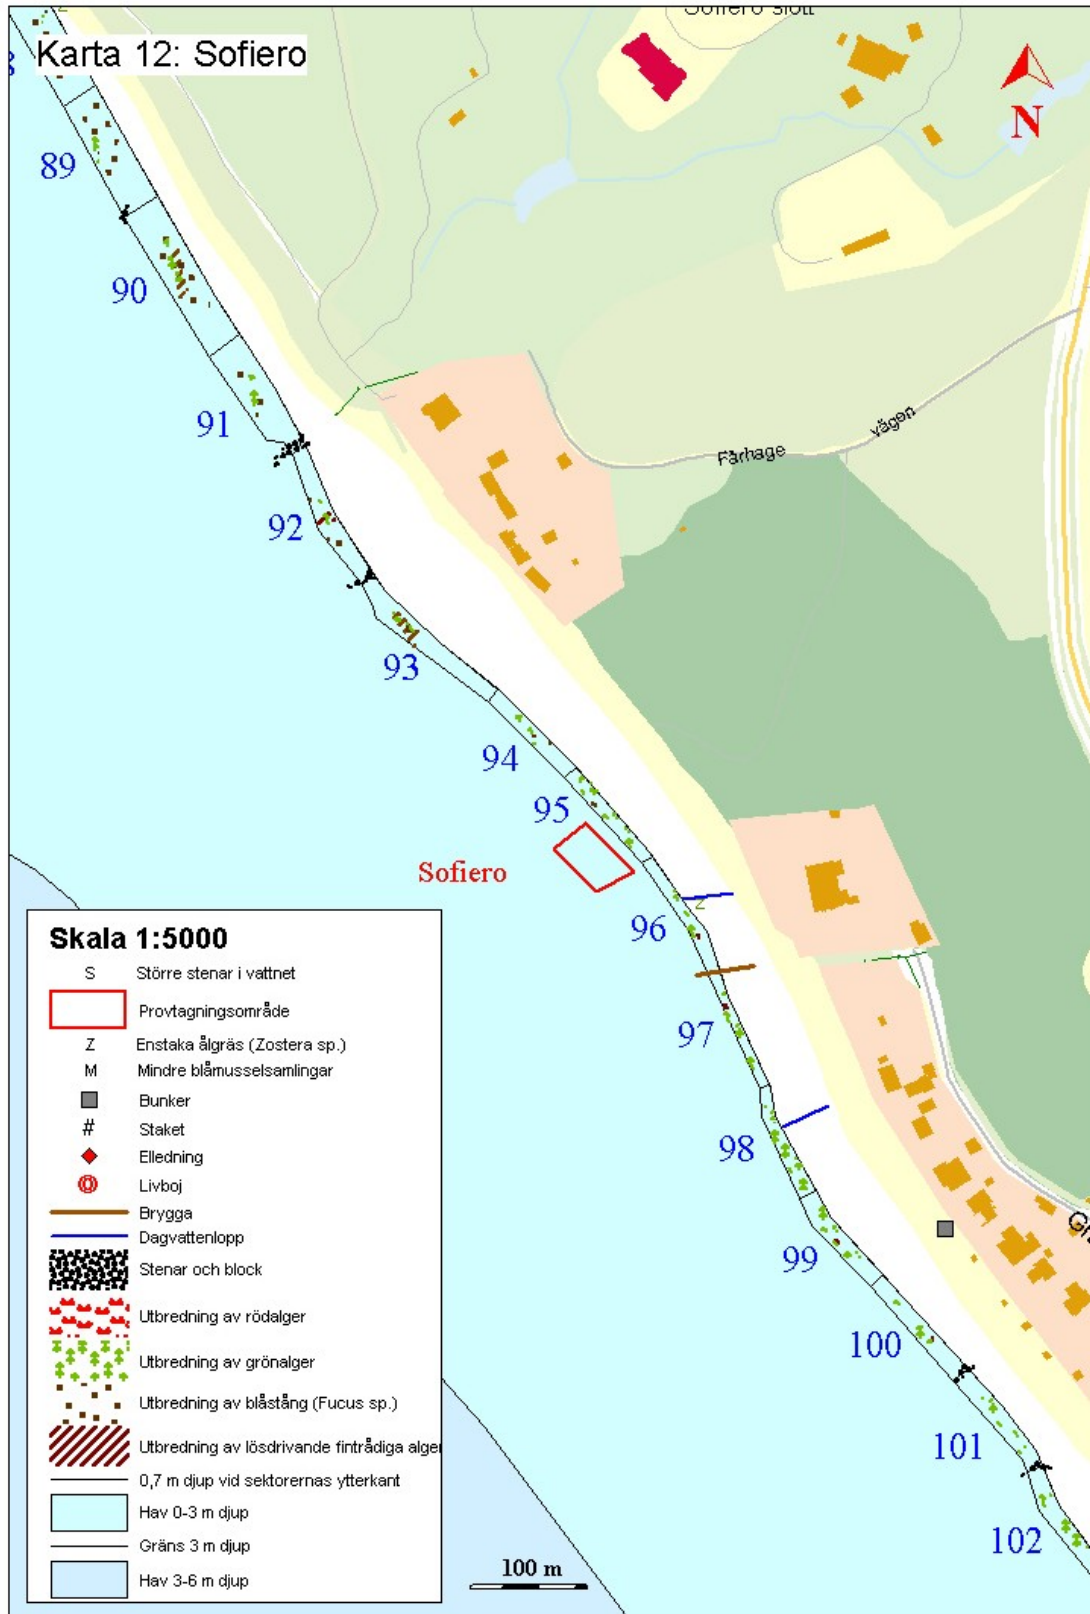 Sofiero slott
Karta 12: Sofiero
N
89
90
91
Fårhage
vägen
92
93
94
95
Sofiero
Z
96
97
98
99
100
101
102
Skala 1:5000
S Större stenar i vattnet
Provtagningsområde
Z Enstaka ålgräs (Zostera sp.)
M Mindre blåmusselsamlingar
Bunker
# Staket
Elledning
Livboj
Brygga
Dagvattenlopp
Stenar och block
Utbredning av rödalger
Utbredning av grönalger
Utbredning av blåstång (Fucus sp.)
Utbredning av lösdrivande fintrådiga alger
0,7 m djup vid sektorernas ytterkant
Hav 0-3 m djup
Gräns 3 m djup
Hav 3-6 m djup
100 m